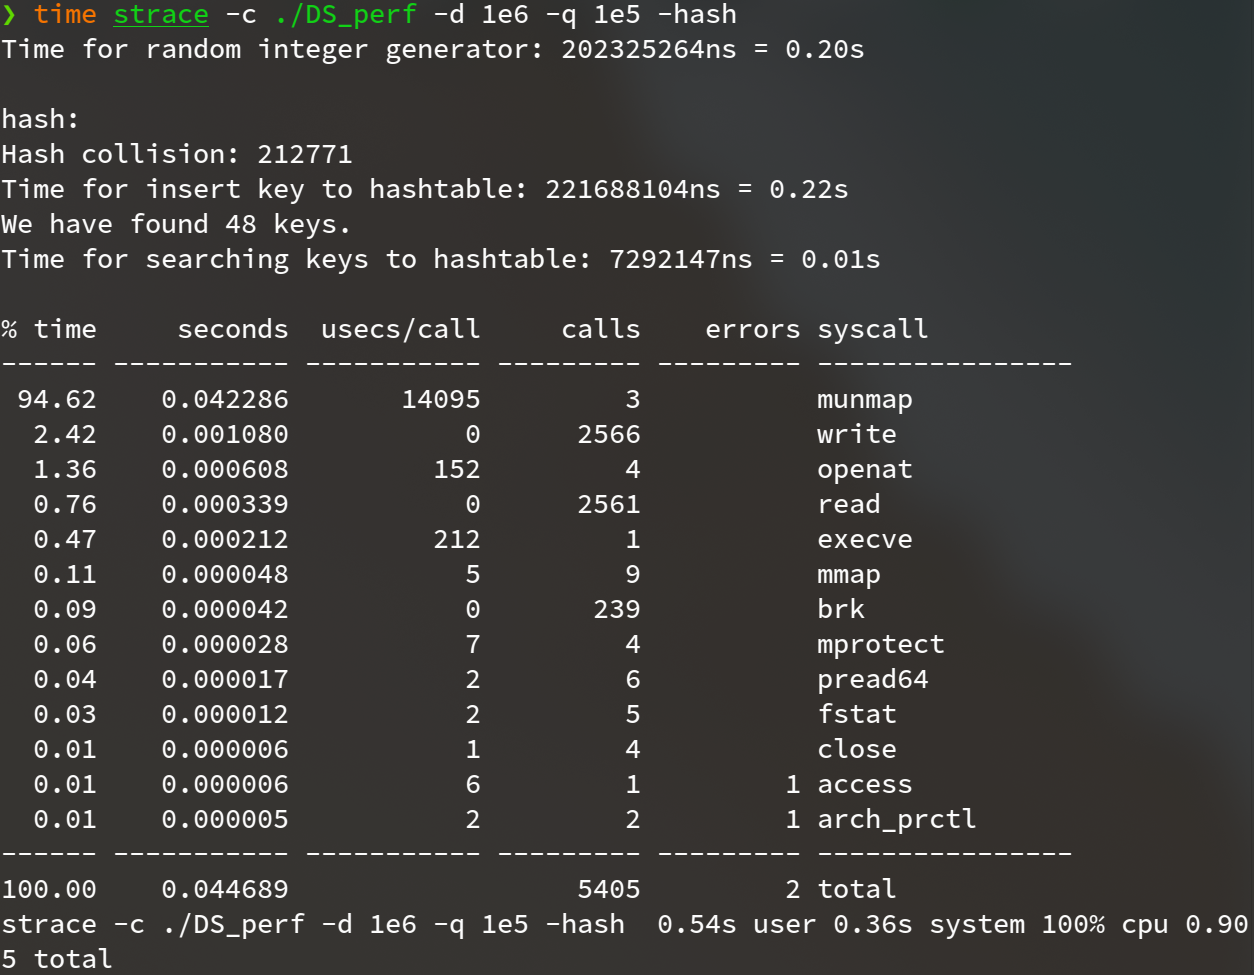 ❯ time strace -c ./DS_perf -d 1e6 -q 1e5 -hash
Time for random integer generator: 202325264ns = 0.20s

hash:
Hash collision: 212771
Time for insert key to hashtable: 221688104ns = 0.22s
We have found 48 keys.
Time for searching keys to hashtable: 7292147ns = 0.01s

% time     seconds  usecs/call     calls    errors syscall
------ ----------- ----------- --------- --------- ----------------
 94.62    0.042286       14095         3           munmap
  2.42    0.001080           0      2566           write
  1.36    0.000608         152         4           openat
  0.76    0.000339           0      2561           read
  0.47    0.000212         212         1           execve
  0.11    0.000048           5         9           mmap
  0.09    0.000042           0       239           brk
  0.06    0.000028           7         4           mprotect
  0.04    0.000017           2         6           pread64
  0.03    0.000012           2         5           fstat
  0.01    0.000006           1         4           close
  0.01    0.000006           6         1         1 access
  0.01    0.000005           2         2         1 arch_prctl
------ ----------- ----------- --------- --------- ----------------
100.00    0.044689                  5405         2 total
strace -c ./DS_perf -d 1e6 -q 1e5 -hash  0.54s user 0.36s system 100% cpu 0.90
5 total